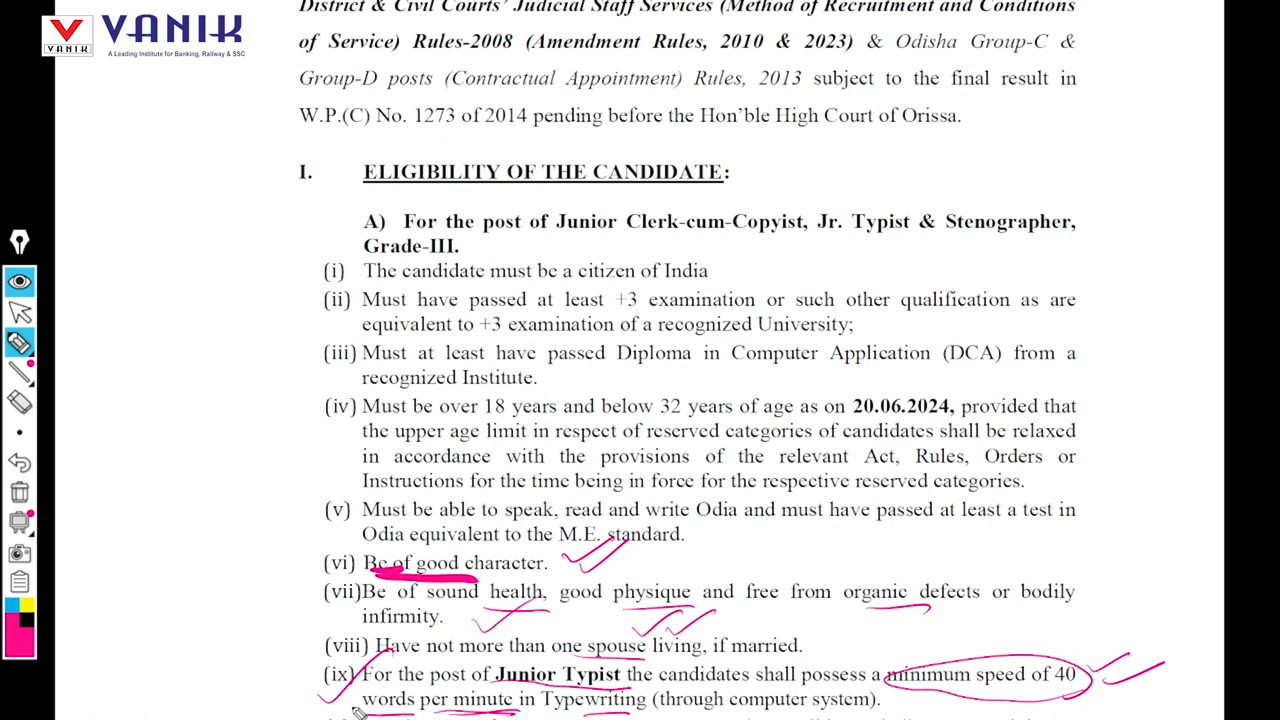 VANIK
VANIK
A Leading Institute for Banking, Railway & SSC
District & Civil Courts' Judicial Staff Services (Method of Recruitment and Conditions
of Service) Rules-2008 (Amendment Rules, 2010 & 2023) & Odisha Group-C &
Group-D posts (Contractual Appointment) Rules, 2013 subject to the final result in
W.P.(C) No. 1273 of 2014 pending before the Hon'ble High Court of Orissa.
I. ELIGIBILITY OF THE CANDIDATE:
A) For the post of Junior Clerk-cum-Copyist, Jr. Typist & Stenographer,
Grade-III.
(i) The candidate must be a citizen of India
(ii) Must have passed at least +3 examination or such other qualification as are
equivalent to +3 examination of a recognized University;
(iii) Must at least have passed Diploma in Computer Application (DCA) from a
recognized Institute.
(iv) Must be over 18 years and below 32 years of age as on 20.06.2024, provided that
the upper age limit in respect of reserved categories of candidates shall be relaxed
in accordance with the provisions of the relevant Act, Rules, Orders or
Instructions for the time being in force for the respective reserved categories.
(v) Must be able to speak, read and write Odia and must have passed at least a test in
Odia equivalent to the M.E. standard.
(vi) Be of good character.
(vii)Be of sound health, good physique and free from organic defects or bodily
infirmity.
(viii) Have not more than one spouse living, if married.
(ix) For the post of Junior Typist the candidates shall possess a minimum speed of 40
words per minute in Typewriting (through computer system).